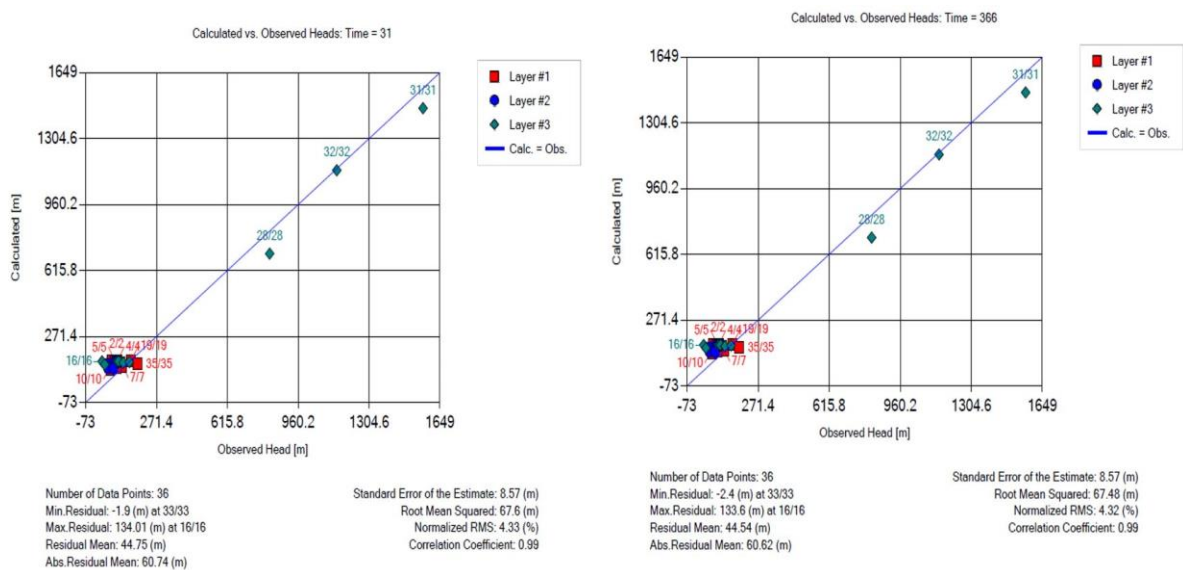 Calculated vs. Observed Heads: Time = 31
1649
1304.6
960.2
615.8
271.4
-73
Calculated [m]
31/31
32/32
28/28
5/5 2/2 4/4 19/19
16/16
35/35
10/10 7/7
-73 271.4 615.8 960.2 1304.6 1649
Observed Head [m]
Layer #1
Layer #2
Layer #3
Calc. = Obs.
Number of Data Points: 36
Min.Residual: -1.9 (m) at 33/33
Max.Residual: 134.01 (m) at 16/16
Residual Mean: 44.75 (m)
Abs.Residual Mean: 60.74 (m)
Standard Error of the Estimate: 8.57 (m)
Root Mean Squared: 67.6 (m)
Normalized RMS: 4.33 (%)
Correlation Coefficient: 0.99
Calculated vs. Observed Heads: Time = 366
1649
1304.6
960.2
615.8
271.4
-73
Calculated [m]
31/31
32/32
28/28
5/5 2/2 4/4 19/19
16/16
35/35
10/10 7/7
-73 271.4 615.8 960.2 1304.6 1649
Observed Head [m]
Layer #1
Layer #2
Layer #3
Calc. = Obs.
Number of Data Points: 36
Min.Residual: -2.4 (m) at 33/33
Max.Residual: 133.6 (m) at 16/16
Residual Mean: 44.54 (m)
Abs.Residual Mean: 60.62 (m)
Standard Error of the Estimate: 8.57 (m)
Root Mean Squared: 67.48 (m)
Normalized RMS: 4.32 (%)
Correlation Coefficient: 0.99